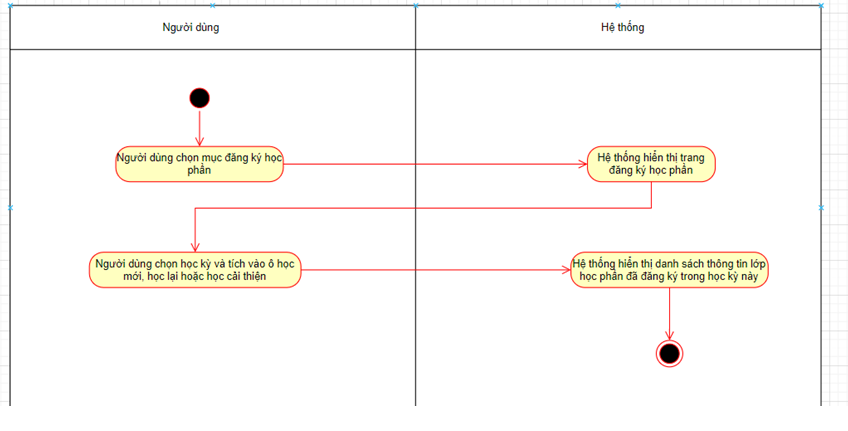 Người dùng
Hệ thống
Người dùng chọn mục đăng ký học
phần
Hệ thống hiển thị trang
đăng ký học phần
Người dùng chọn học kỳ và tích vào ô học
mới, học lại hoặc học cải thiện
Hệ thống hiển thị danh sách thông tin lớp
học phần đã đăng ký trong học kỳ này